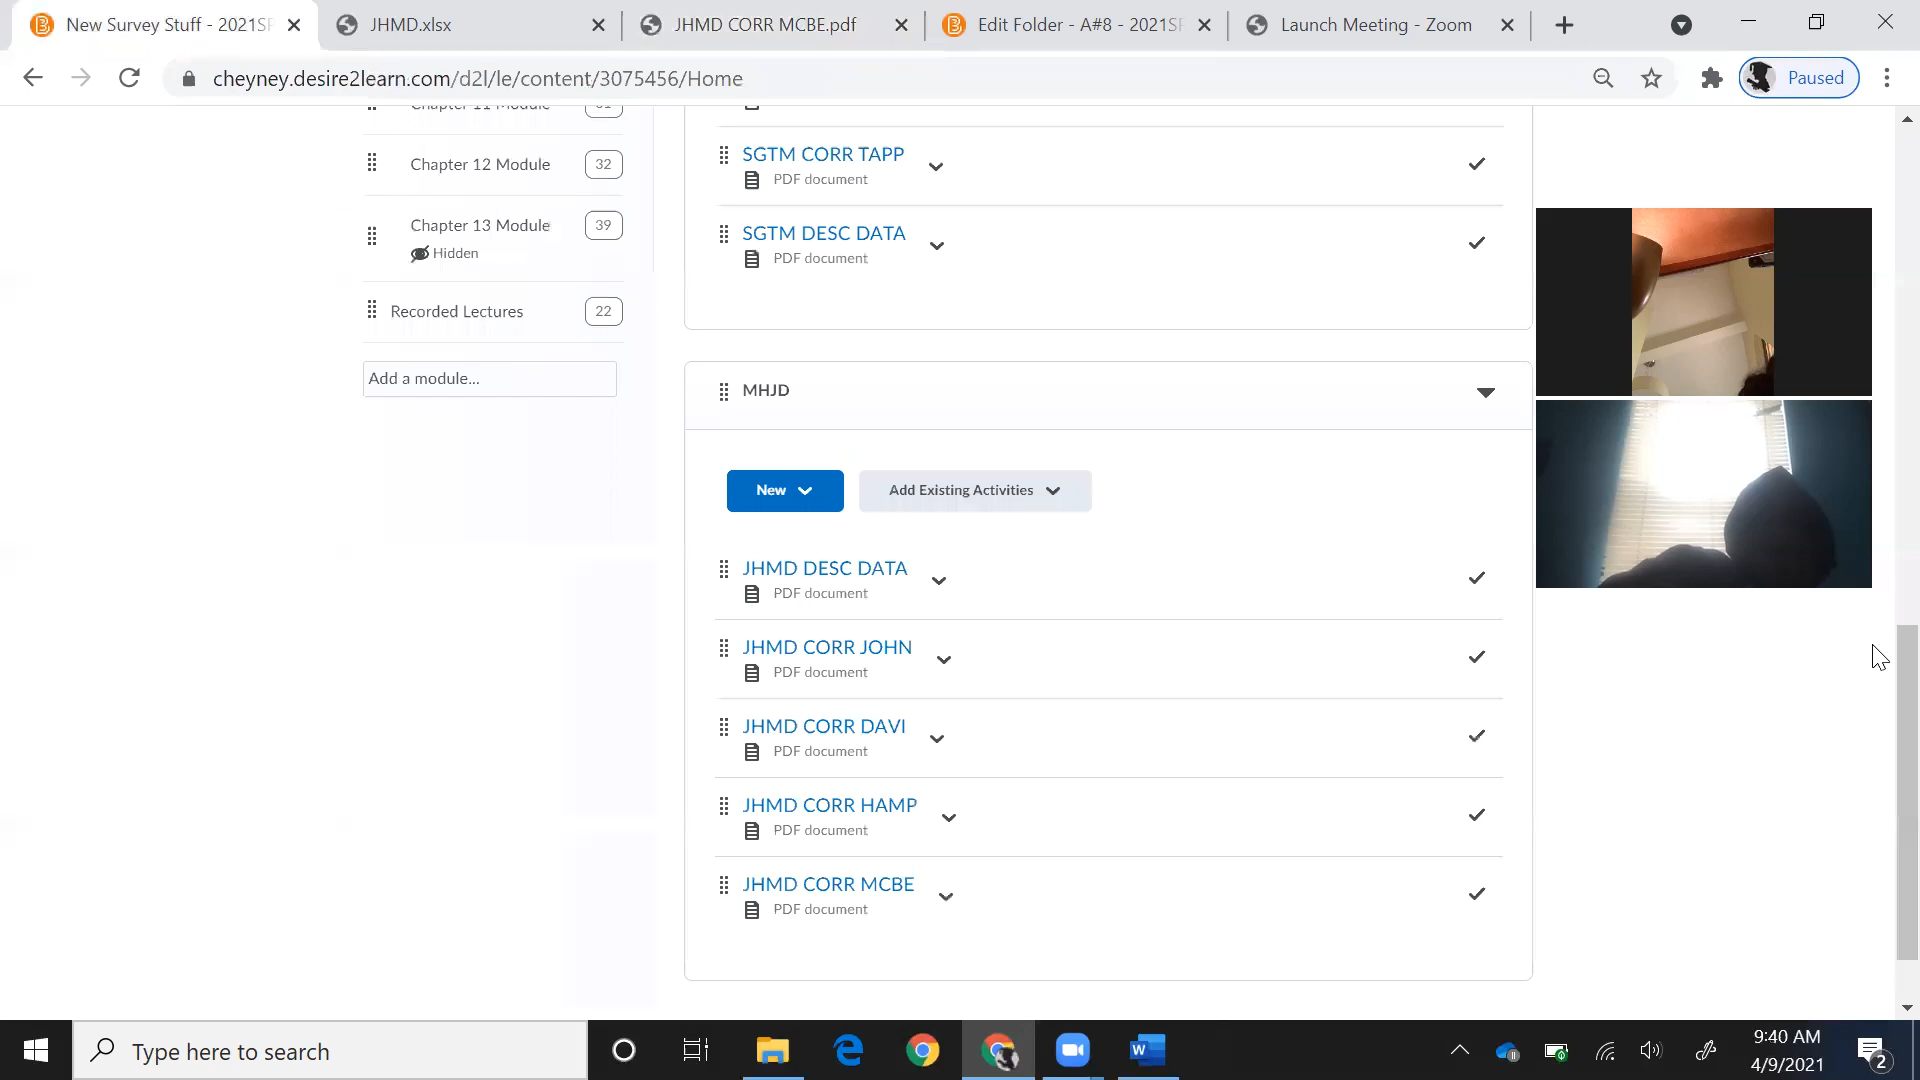 New Survey Stuff - 2021SP
JHMD.xlsx
JHMD CORR MCBE.pdf
Edit Folder - A#8 - 2021SP
Launch Meeting - Zoom
cheyney.desire2learn.com/d2l/le/content/3075456/Home
Paused
Chapter 11 Module 31
Chapter 12 Module 32
Chapter 13 Module 39
Hidden
Recorded Lectures 22
Add a module...
SGTM CORR TAPP
PDF document
SGTM DESC DATA
PDF document
MHJD
New
Add Existing Activities
JHMD DESC DATA
PDF document
JHMD CORR JOHN
PDF document
JHMD CORR DAVI
PDF document
JHMD CORR HAMP
PDF document
JHMD CORR MCBE
PDF document
Type here to search
9:40 AM
4/9/2021
2